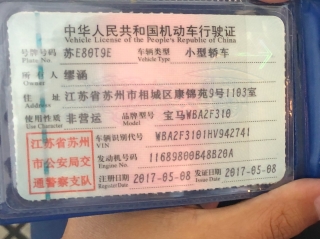 中华人民共和国机动车行驶证
Vehicle License of the People's Republic of China
号牌号码 苏E80T9E 车辆类型 小型轿车
Plate No. Vehicle Type
所有人 缪涵
Owner
住址 江苏省苏州市相城区康锦苑9号1103室
Address
使用性质 非营运 品牌型号 宝马WBA2F310
Use Character Model
江苏省苏州
市公安局交
通警察支队
车辆识别代号 WBA2F3101HV942741
VIN
发动机号码 11689800B48B20A
Engine No.
注册日期 2017-05-08 发证日期 2017-05-08
Register Date Issue Date